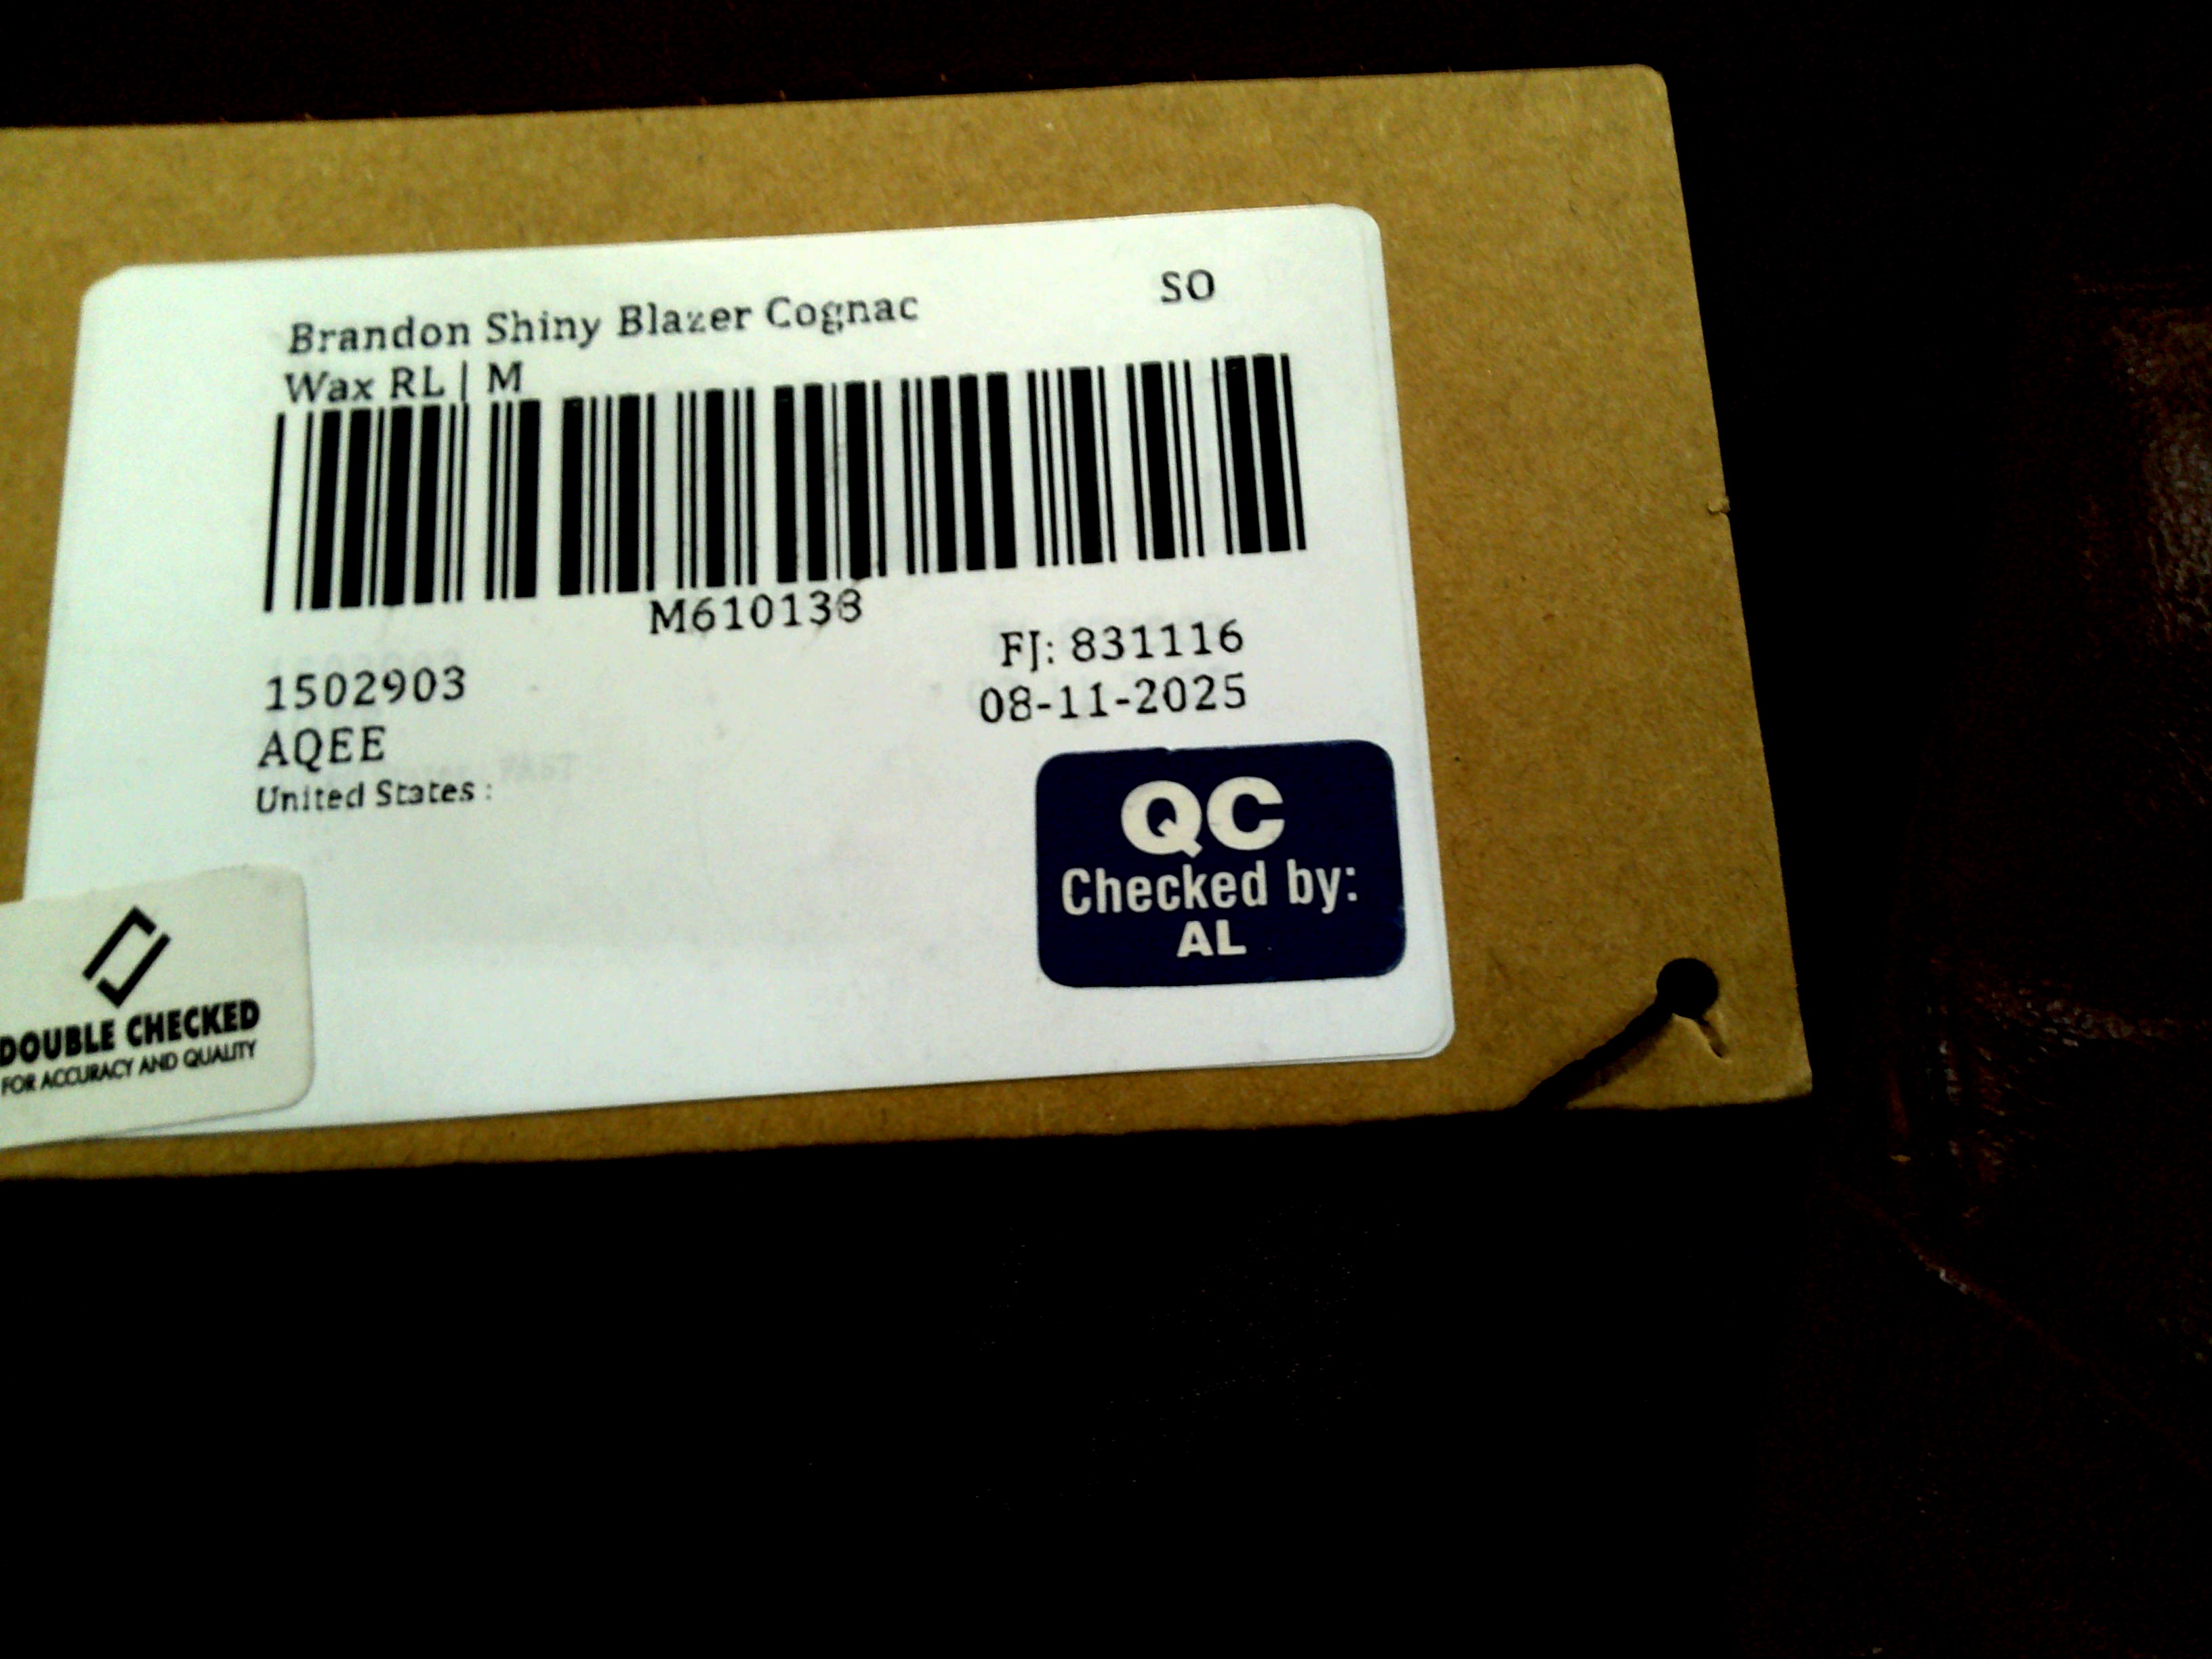 Brandon Shiny Blazer Cognac
SO
Wax RL | M
M610138
FJ: 831116
1502903
08-11-2025
AQEE
United States :
QC
Checked by:
AL
DOUBLE CHECKED
FOR ACCURACY AND QUALITY